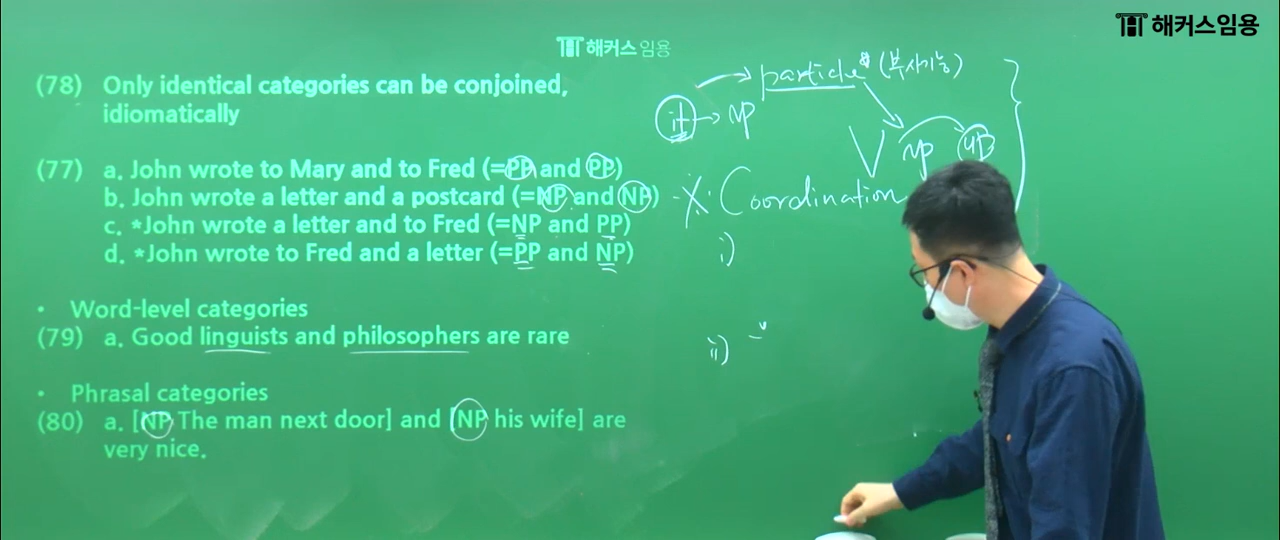 해커스임용
해커스 임용
(78) Only identical categories can be conjoined,
idiomatically
(77) a. John wrote to Mary and to Fred (=PP and PP)
b. John wrote a letter and a postcard (=NP and NP)
c. *John wrote a letter and to Fred (=NP and PP)
d. *John wrote to Fred and a letter (=PP and NP)
• Word-level categories
(79) a. Good linguists and philosophers are rare
• Phrasal categories
(80) a. [NP The man next door] and [NP his wife] are
very nice.
particle (부사)
it → NP
V NP
※. Coordination
i)
ii)